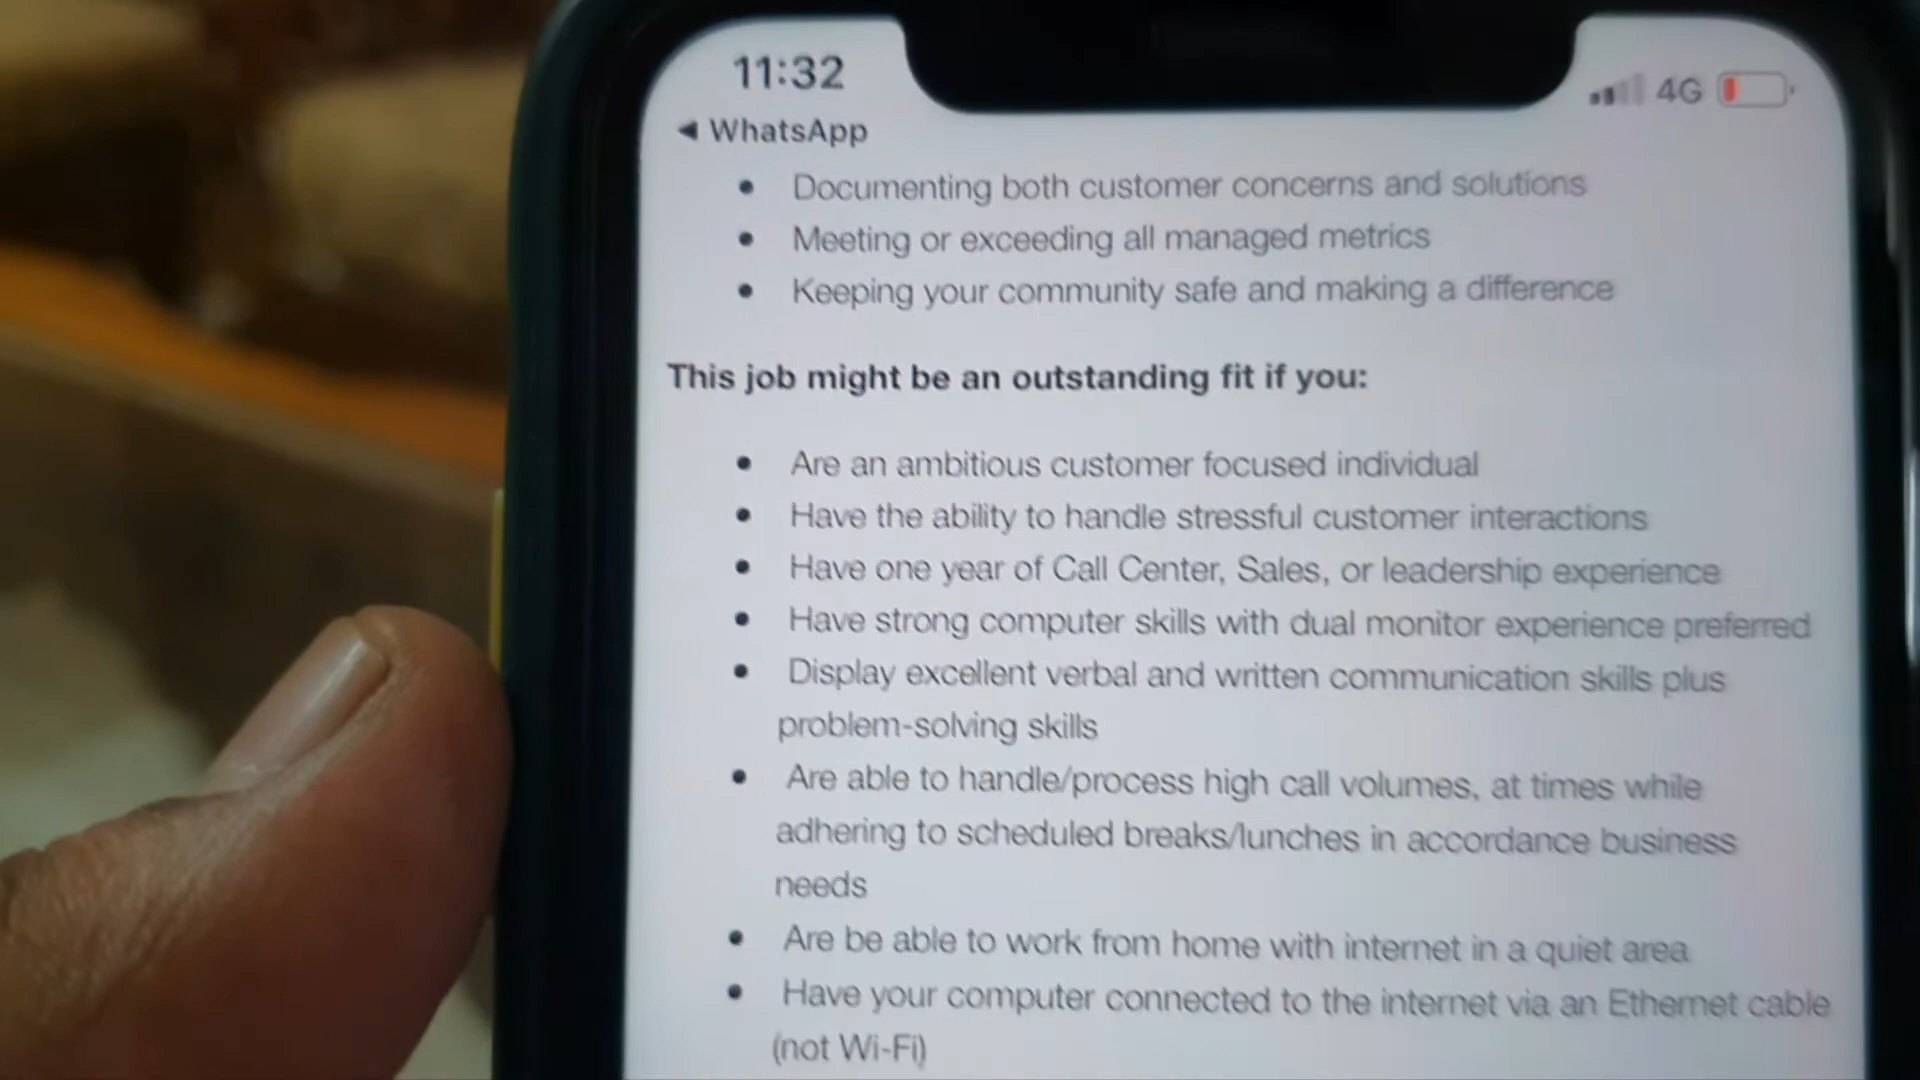 11:32
4G
◀ WhatsApp
• Documenting both customer concerns and solutions
• Meeting or exceeding all managed metrics
• Keeping your community safe and making a difference
This job might be an outstanding fit if you:
• Are an ambitious customer focused individual
• Have the ability to handle stressful customer interactions
• Have one year of Call Center, Sales, or leadership experience
• Have strong computer skills with dual monitor experience preferred
• Display excellent verbal and written communication skills plus
problem-solving skills
• Are able to handle/process high call volumes, at times while
adhering to scheduled breaks/lunches in accordance business
needs
• Are be able to work from home with internet in a quiet area
• Have your computer connected to the internet via an Ethernet cable
(not Wi-Fi)